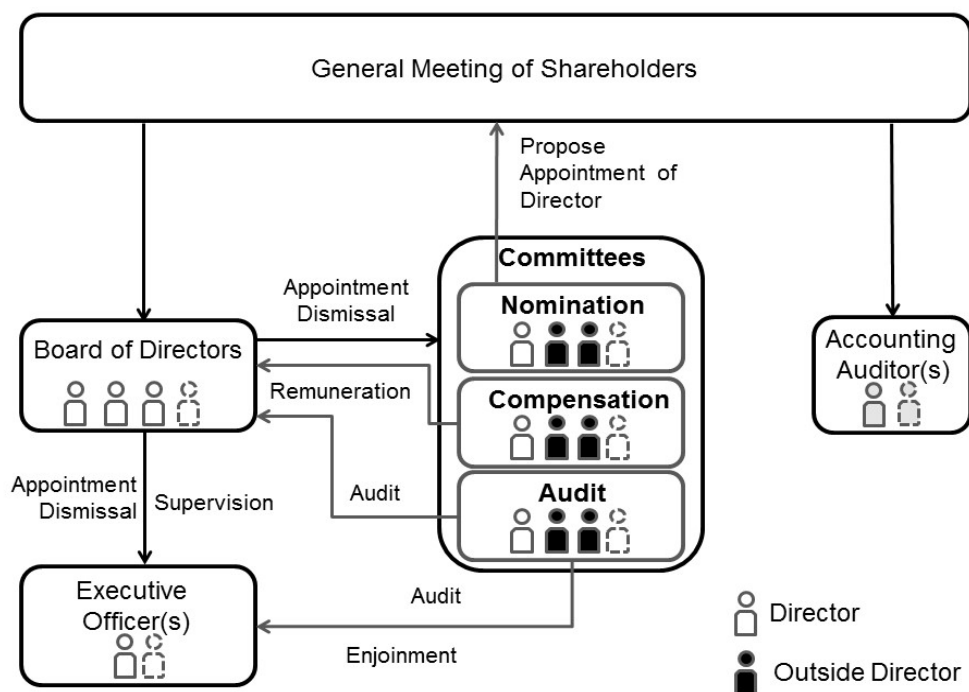 General Meeting of Shareholders
Propose
Appointment of
Director
Committees
Appointment
Dismissal
Nomination
Board of Directors
Accounting
Auditor(s)
Remuneration
Compensation
Appointment
Dismissal
Supervision
Audit
Audit
Executive
Officer(s)
Audit
Enjoinment
Director
Outside Director